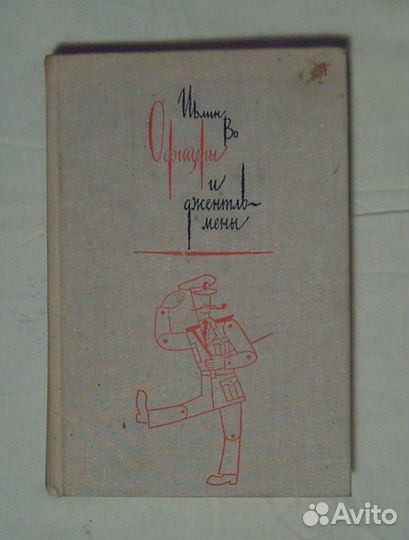 Ивлин
Во
Офицеры
и
джентль-
мены
Avito